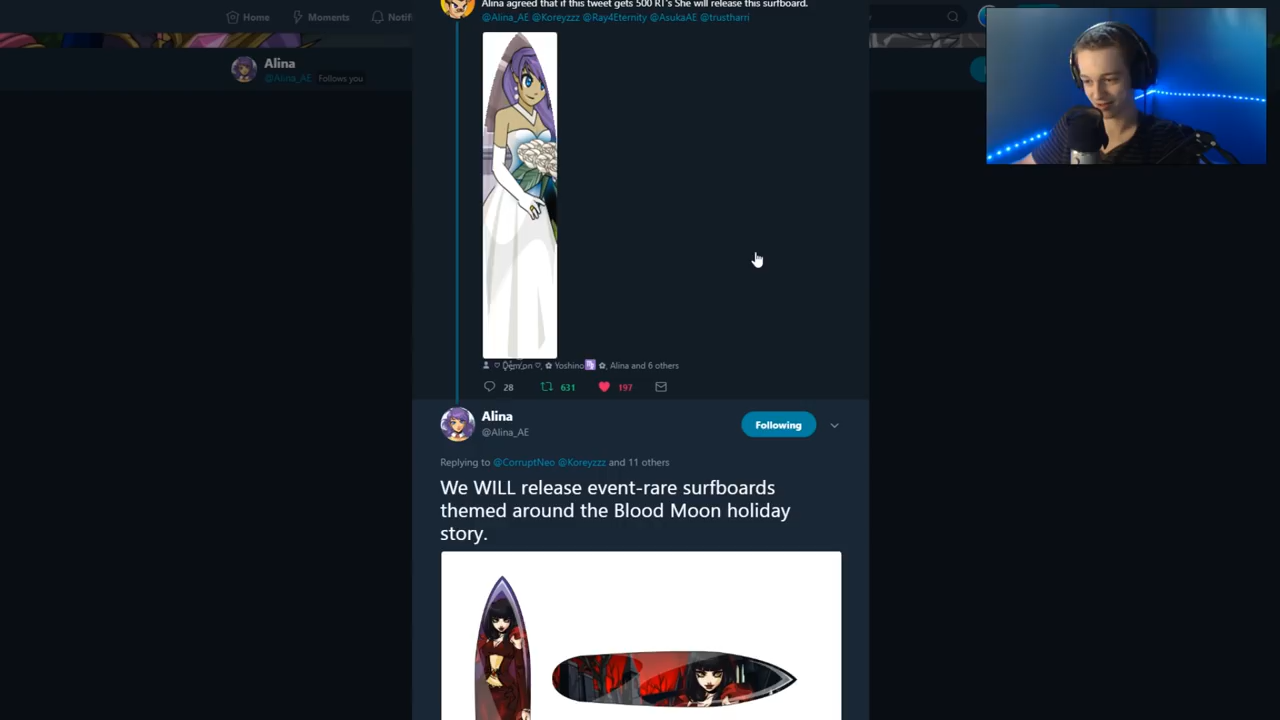 Home
Moments
Notif
Alina
@Alina_AE Follows you
Alina agreed that if this tweet gets 500 RT's She will release this surfboard.
@Alina_AE @Koreyzzz @Ray4Eternity @AsukaAE @trustharri
Yoshino, Alina and 6 others
28 631 197
Alina
@Alina_AE
Following
Replying to @CorruptNeo @Koreyzzz and 11 others
We WILL release event-rare surfboards
themed around the Blood Moon holiday
story.